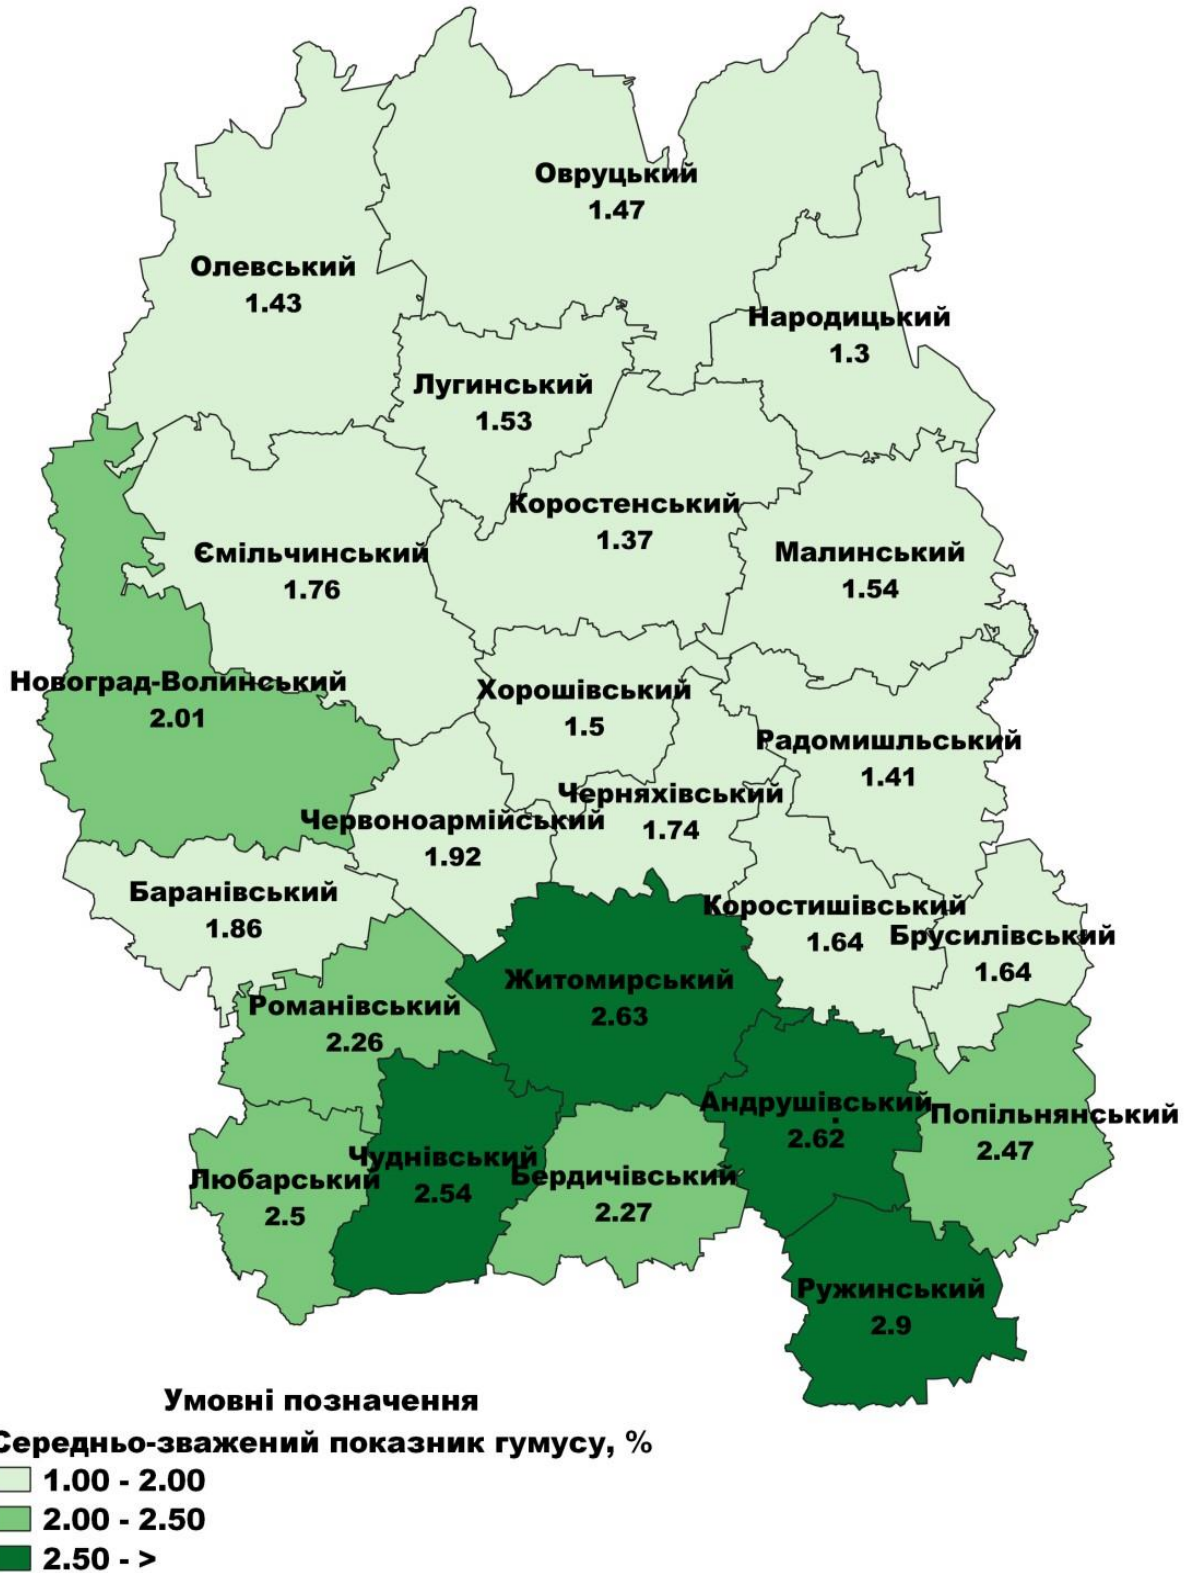 Овруцький
1.47
Олевський
1.43
Народицький
1.3
Лугинський
1.53
Коростенський
1.37
Ємільчинський
1.76
Малинський
1.54
Новоград-Волинський
2.01
Хорошівський
1.5
Радомишльський
1.41
Черняхівський
1.74
Червоноармійський
1.92
Баранівський
1.86
Коростишівський
1.64
Брусилівський
1.64
Житомирський
2.63
Романівський
2.26
Андрушівський
2.62
Попільнянський
2.47
Чуднівський
2.54
Любарський
2.5
Бердичівський
2.27
Ружинський
2.9
Умовні позначення
Середньо-зважений показник гумусу, %
1.00 - 2.00
2.00 - 2.50
2.50 - >